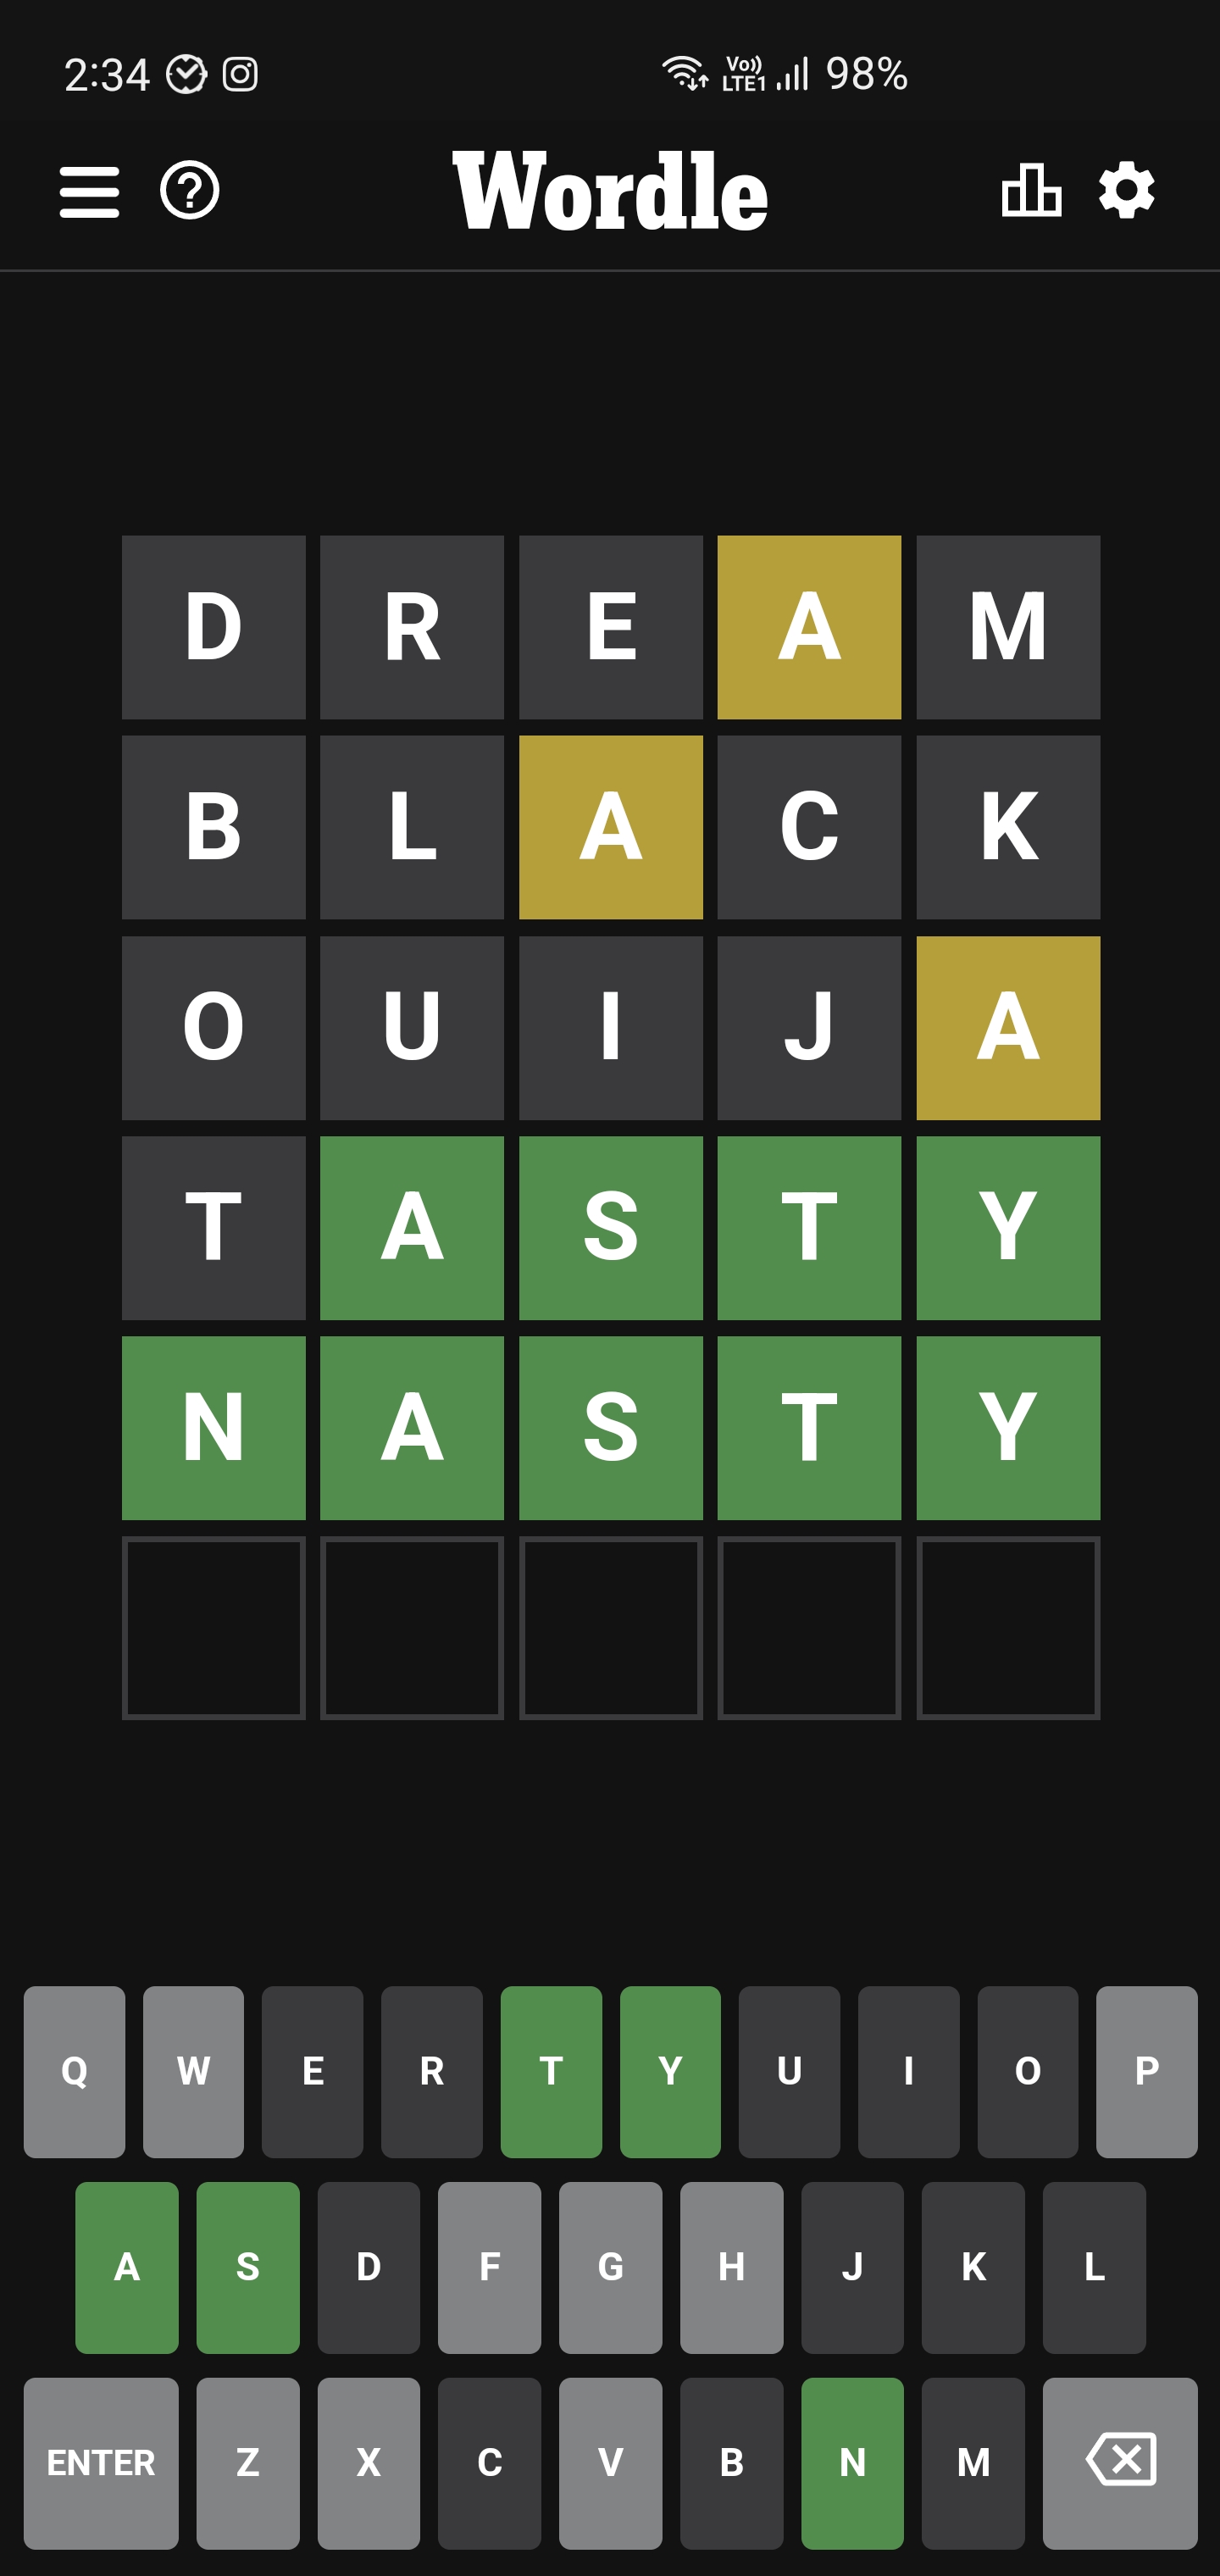 2:34 Vo)) LTE1 98%
Wordle
D R E A M
B L A C K
O U I J A
T A S T Y
N A S T Y
Q W E R T Y U I O P
A S D F G H J K L
ENTER Z X C V B N M